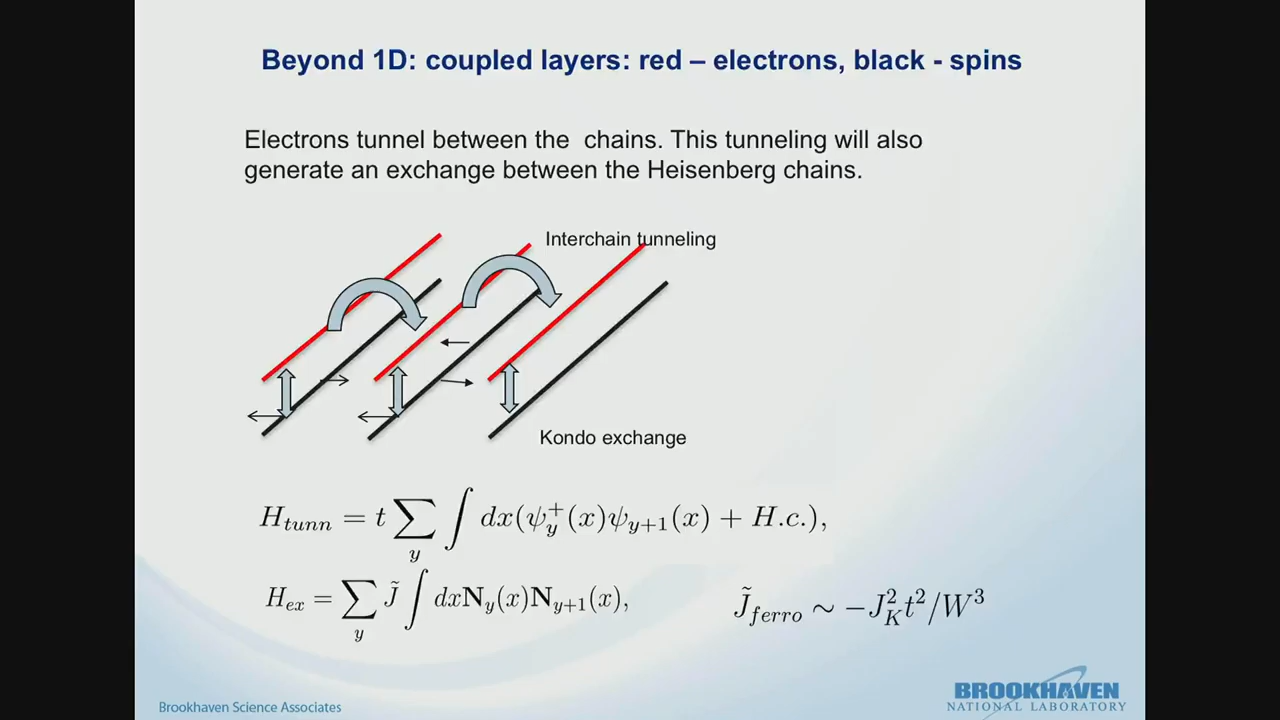 Beyond 1D: coupled layers: red – electrons, black - spins
Electrons tunnel between the chains. This tunneling will also
generate an exchange between the Heisenberg chains.
Interchain tunneling
Kondo exchange
$H_{tunn} = t \sum_y \int dx(\psi_y^+(x)\psi_{y+1}(x) + H.c.),$
$H_{ex} = \sum_y \tilde{J} \int dx \mathbf{N}_y(x)\mathbf{N}_{y+1}(x),$
$\tilde{J}_{ferro} \sim -J_K^2 t^2/W^3$
Brookhaven Science Associates
BROOKHAVEN
NATIONAL LABORATORY